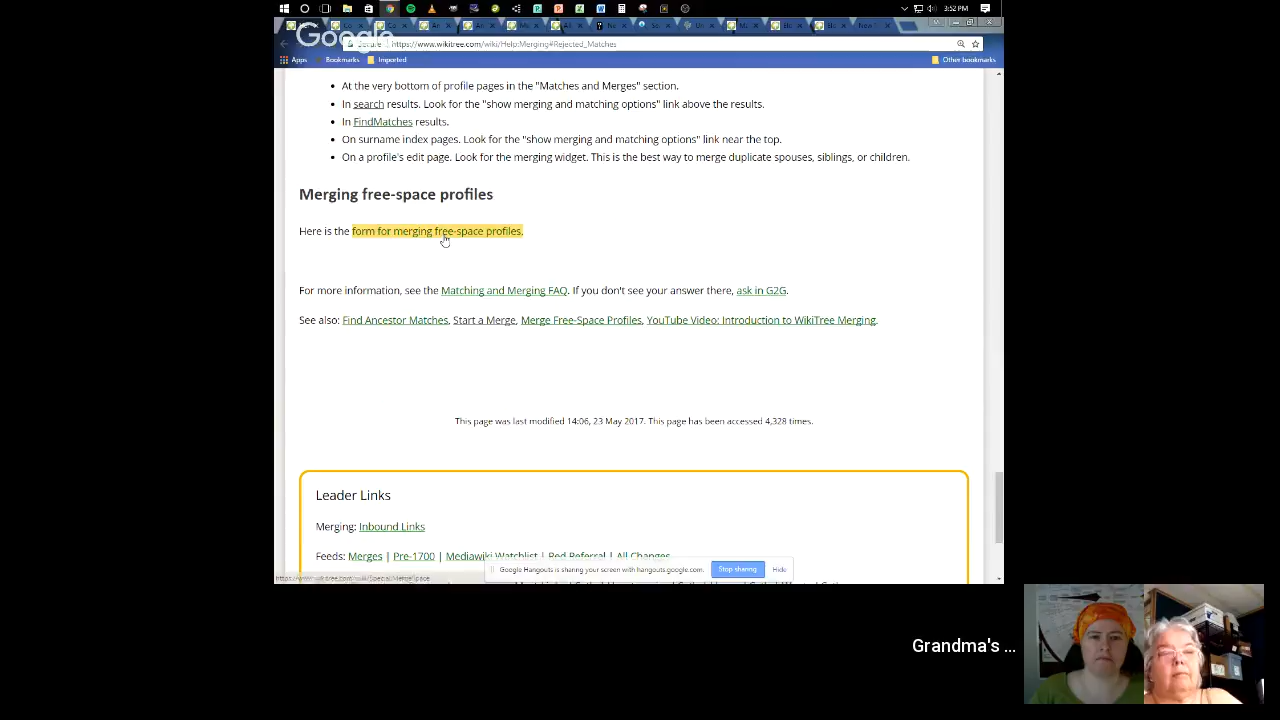 3:52 PM
Google
https://www.wikitree.com/wiki/Help:Merging#Rejected_Matches
Apps Bookmarks Imported Other bookmarks
At the very bottom of profile pages in the "Matches and Merges" section.
In search results. Look for the "show merging and matching options" link above the results.
In FindMatches results.
On surname index pages. Look for the "show merging and matching options" link near the top.
On a profile's edit page. Look for the merging widget. This is the best way to merge duplicate spouses, siblings, or children.
Merging free-space profiles
Here is the form for merging free-space profiles.
For more information, see the Matching and Merging FAQ. If you don't see your answer there, ask in G2G.
See also: Find Ancestor Matches, Start a Merge, Merge Free-Space Profiles, YouTube Video: Introduction to WikiTree Merging.
This page was last modified 14:06, 23 May 2017. This page has been accessed 4,328 times.
Leader Links
Merging: Inbound Links
Feeds: Merges | Pre-1700 | Mediawiki Watchlist | Red Referral | All Changes
Google Hangouts is sharing your screen with hangouts.google.com. Stop sharing Hide
Grandma's ...